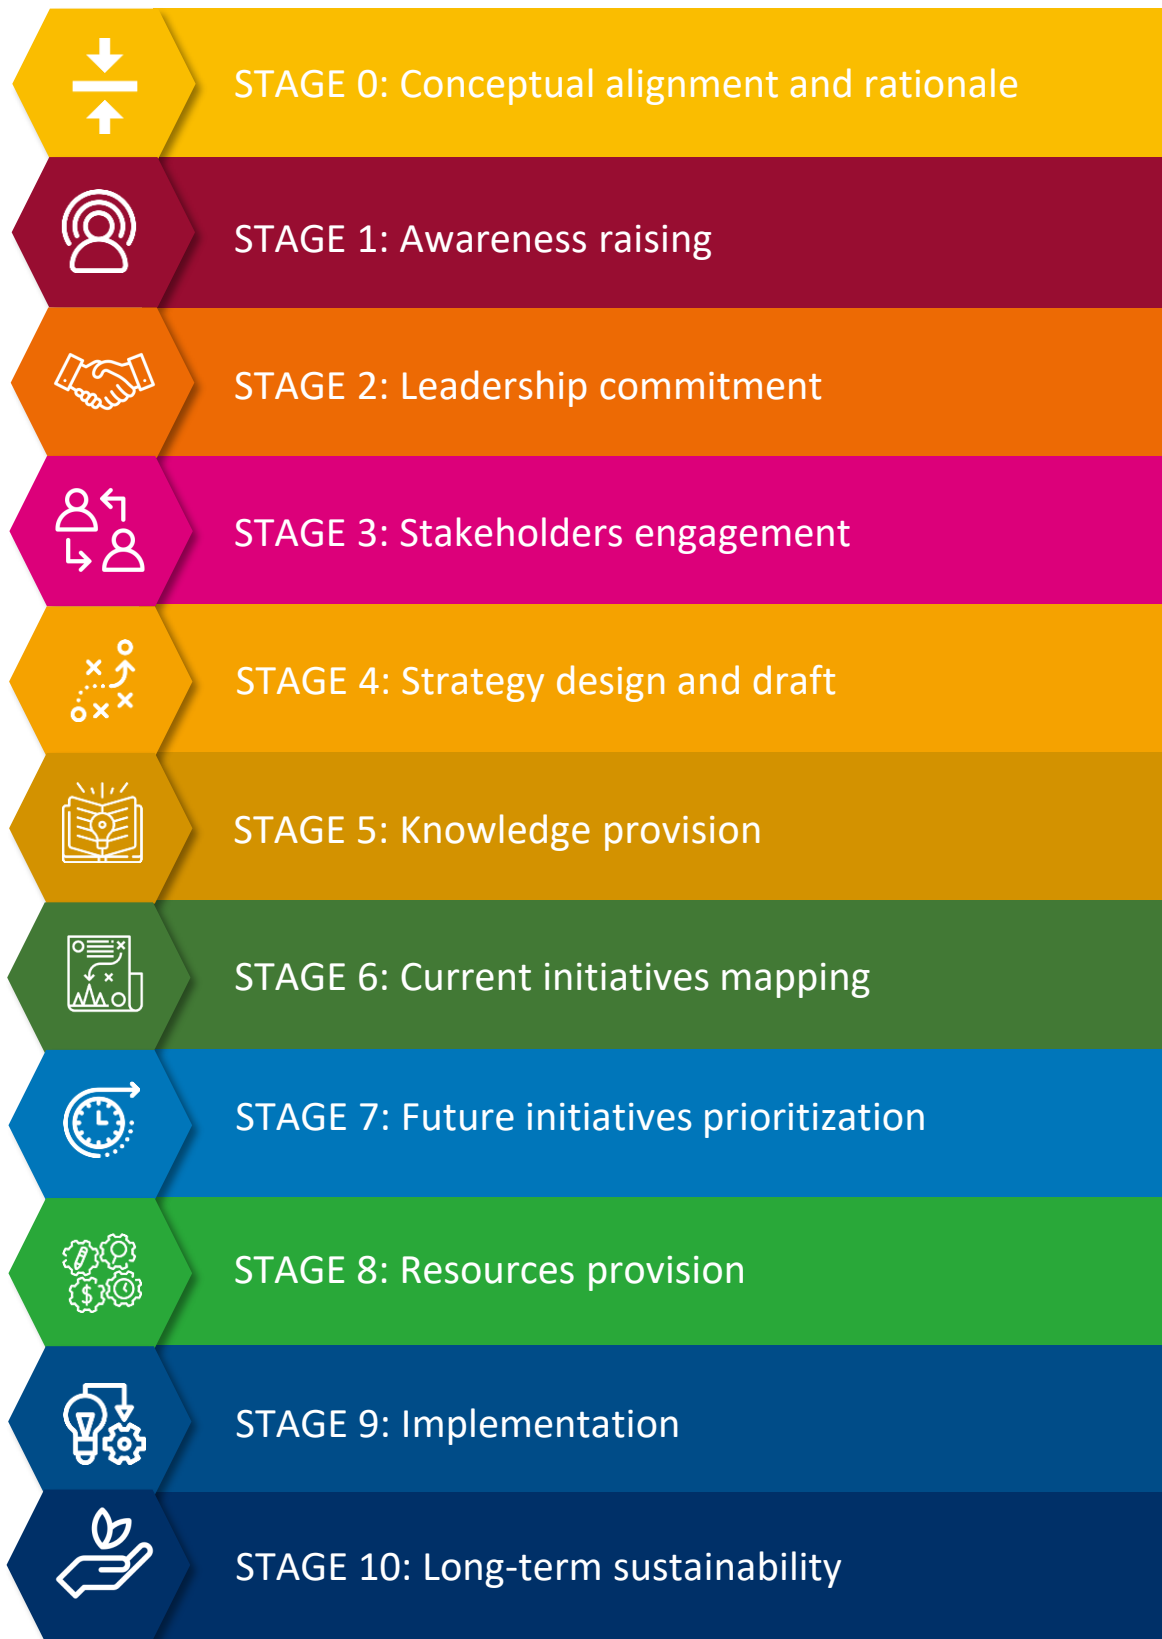 STAGE 0: Conceptual alignment and rationale
STAGE 1: Awareness raising
STAGE 2: Leadership commitment
STAGE 3: Stakeholders engagement
STAGE 4: Strategy design and draft
STAGE 5: Knowledge provision
STAGE 6: Current initiatives mapping
STAGE 7: Future initiatives prioritization
STAGE 8: Resources provision
STAGE 9: Implementation
STAGE 10: Long-term sustainability